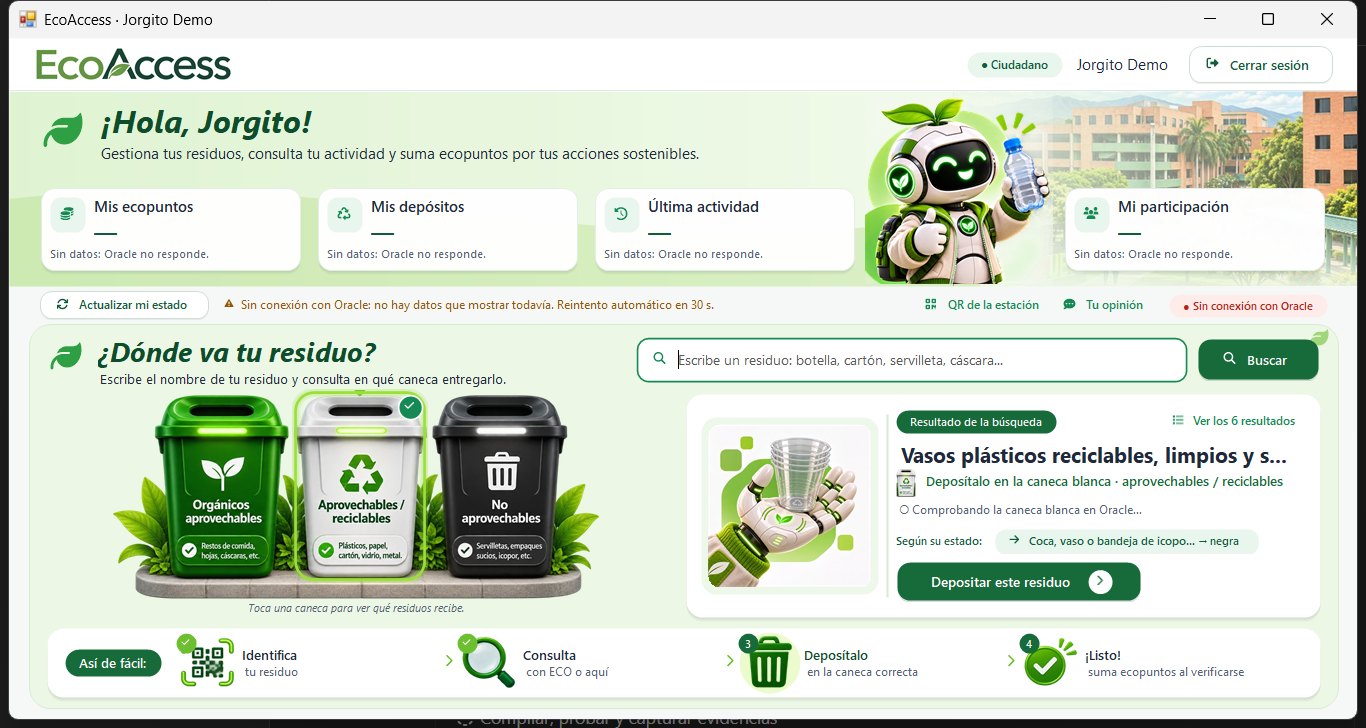 EcoAccess · Jorgito Demo
EcoAccess
• Ciudadano
Jorgito Demo
Cerrar sesión
¡Hola, Jorgito!
Gestiona tus residuos, consulta tu actividad y suma ecopuntos por tus acciones sostenibles.
Mis ecopuntos
Sin datos: Oracle no responde.
Mis depósitos
Sin datos: Oracle no responde.
Última actividad
Sin datos: Oracle no responde.
Mi participación
Sin datos: Oracle no responde.
Actualizar mi estado
Sin conexión con Oracle: no hay datos que mostrar todavía. Reintento automático en 30 s.
QR de la estación
Tu opinión
• Sin conexión con Oracle
¿Dónde va tu residuo?
Escribe el nombre de tu residuo y consulta en qué caneca entregarlo.
Escribe un residuo: botella, cartón, servilleta, cáscara...
Buscar
Orgánicos
aprovechables
Restos de comida,
hojas, cáscaras, etc.
Aprovechables /
reciclables
Plásticos, papel,
cartón, vidrio, metal.
No
aprovechables
Servilletas, empaques
sucios, icopor, etc.
Toca una caneca para ver qué residuos recibe.
Resultado de la búsqueda
Ver los 6 resultados
Vasos plásticos reciclables, limpios y s...
Deposítalo en la caneca blanca · aprovechables / reciclables
Comprobando la caneca blanca en Oracle...
Según su estado:
→ Coca, vaso o bandeja de icopo... → negra
Depositar este residuo
Así de fácil:
Identifica
tu residuo
Consulta
con ECO o aquí
3
Deposítalo
en la caneca correcta
4
¡Listo!
suma ecopuntos al verificarse
Compilar, probar y capturar evidencias